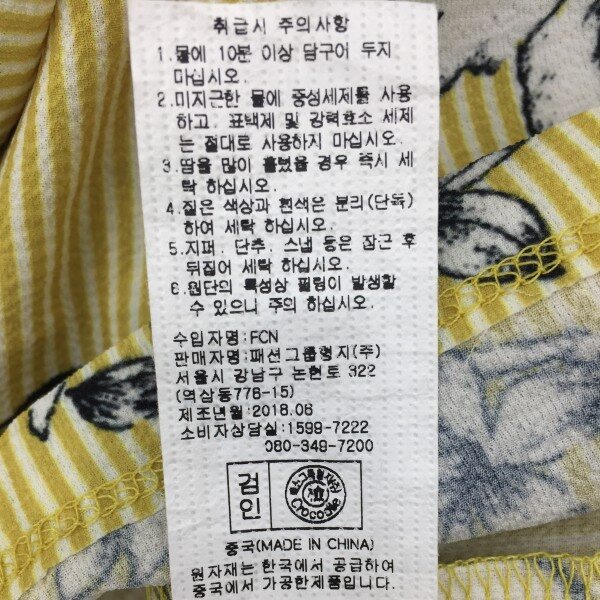 취급시 주의사항
1.물에 10분 이상 담구어 두지
마십시오.
2.미지근한 물에 중성세제를 사용
하고, 표백제 및 강력효소 세제
는 절대로 사용하지 마십시오.
3.땀을 많이 흘렸을 경우 즉시 세
탁 하십시오.
4.짙은 색상과 흰색은 분리(단독)
하여 세탁 하십시오.
5.지퍼, 단추, 스냅 등은 잠근 후
뒤집어 세탁 하십시오.
6.원단의 특성상 필링이 발생할
수 있으니 주의 하십시오.
수입자명:FCN
판매자명:패션그룹형지(주)
서울시 강남구 논현로 322
(역삼동776-15)
제조년월:2018.06
소비자상담실:1599-7222
080-349-7200
검인
Crocodile
중국(MADE IN CHINA)
원자재는 한국에서 공급하여
중국에서 가공한제품입니다.